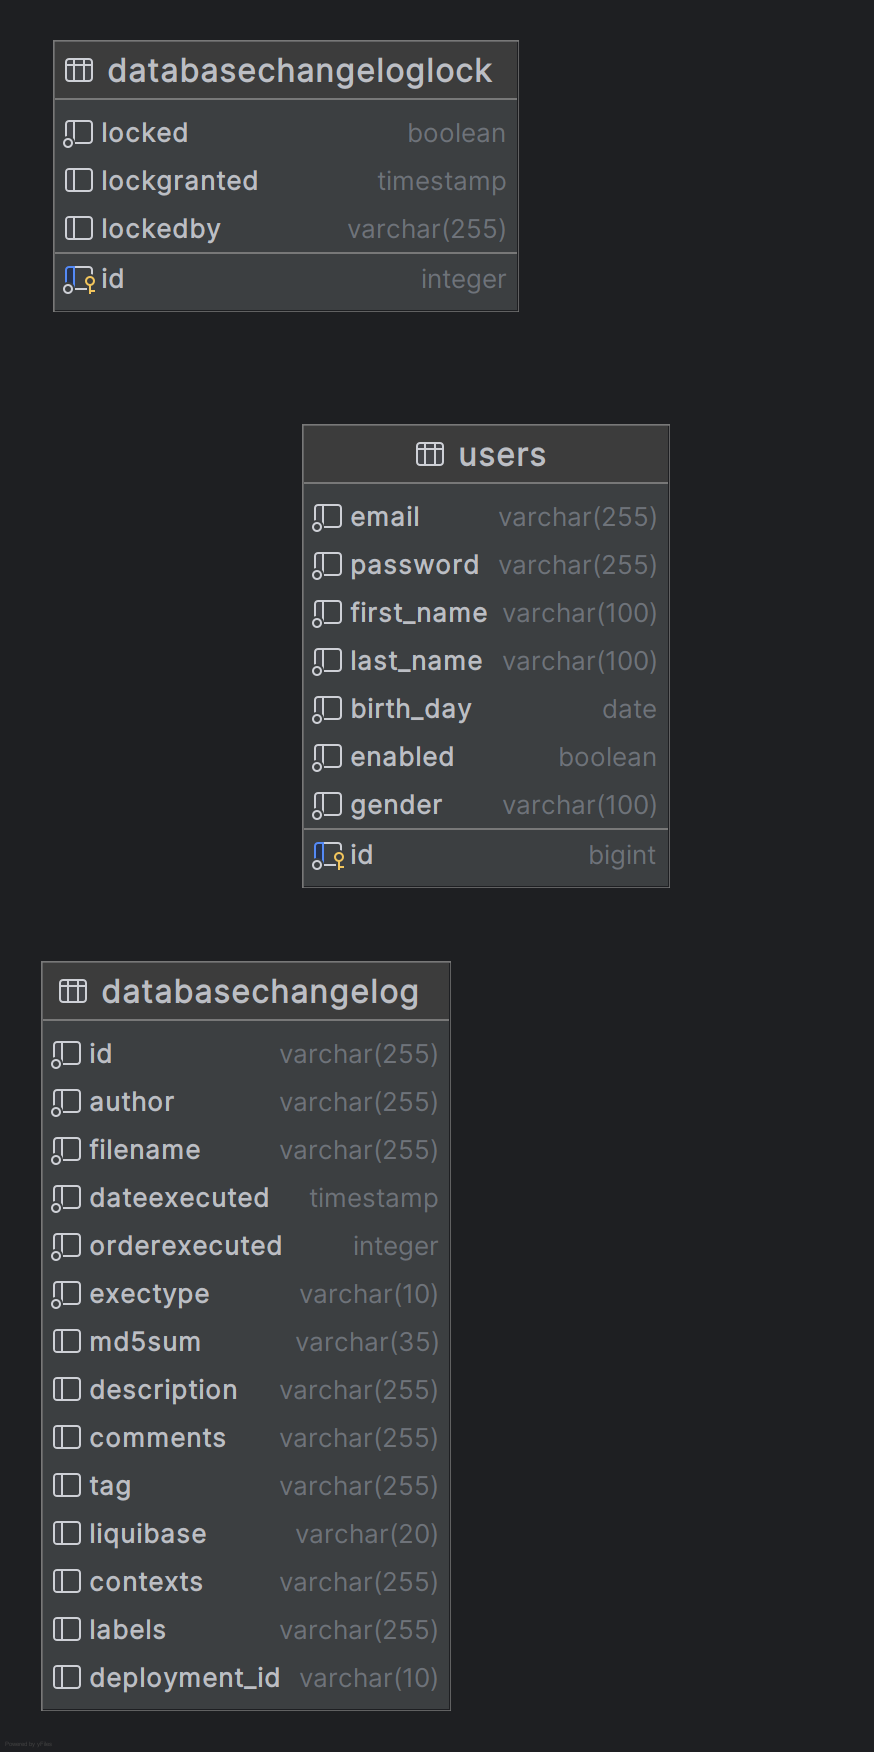 databasechangeloglock
locked boolean
lockgranted timestamp
lockedby varchar(255)
id integer
users
email varchar(255)
password varchar(255)
first_name varchar(100)
last_name varchar(100)
birth_day date
enabled boolean
gender varchar(100)
id bigint
databasechangelog
id varchar(255)
author varchar(255)
filename varchar(255)
dateexecuted timestamp
orderexecuted integer
exectype varchar(10)
md5sum varchar(35)
description varchar(255)
comments varchar(255)
tag varchar(255)
liquibase varchar(20)
contexts varchar(255)
labels varchar(255)
deployment_id varchar(10)
Powered by yFiles